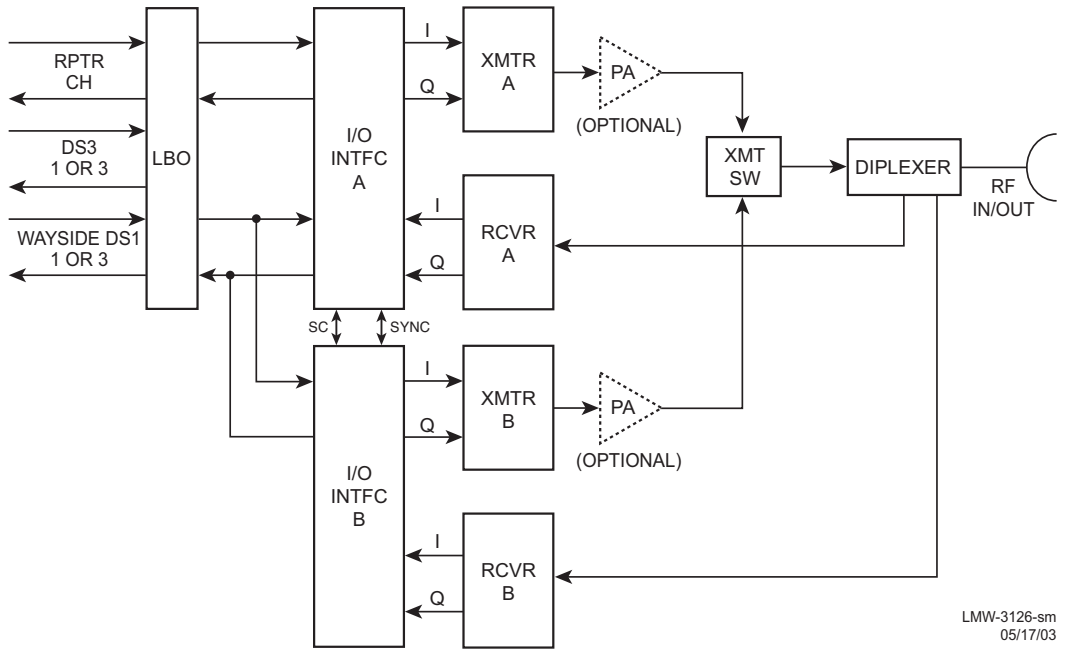 RPTR
CH
DS3
1 OR 3
WAYSIDE DS1
1 OR 3
LBO
I/O
INTFC
A
I
Q
XMTR
A
PA
(OPTIONAL)
XMT
SW
DIPLEXER
RF
IN/OUT
I
Q
RCVR
A
SC
SYNC
I/O
INTFC
B
I
Q
XMTR
B
PA
(OPTIONAL)
I
Q
RCVR
B
LMW-3126-sm
05/17/03